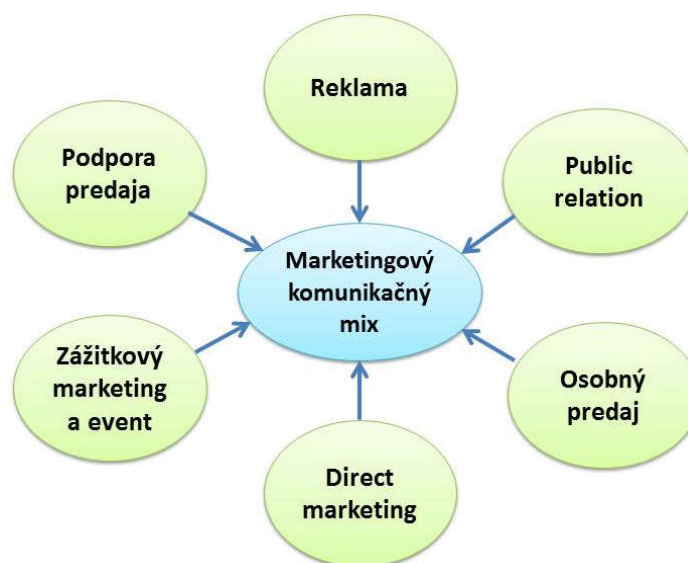 Reklama
Podpora
predaja
Public
relation
Marketingový
komunikačný
mix
Zážitkový
marketing
a event
Osobný
predaj
Direct
marketing